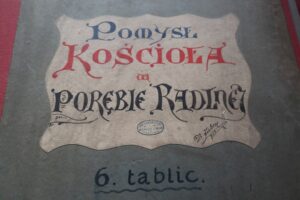 POMYSŁ
KOŚCIOŁA
W
PORĘBIE RADLNEJ
6. tablic.